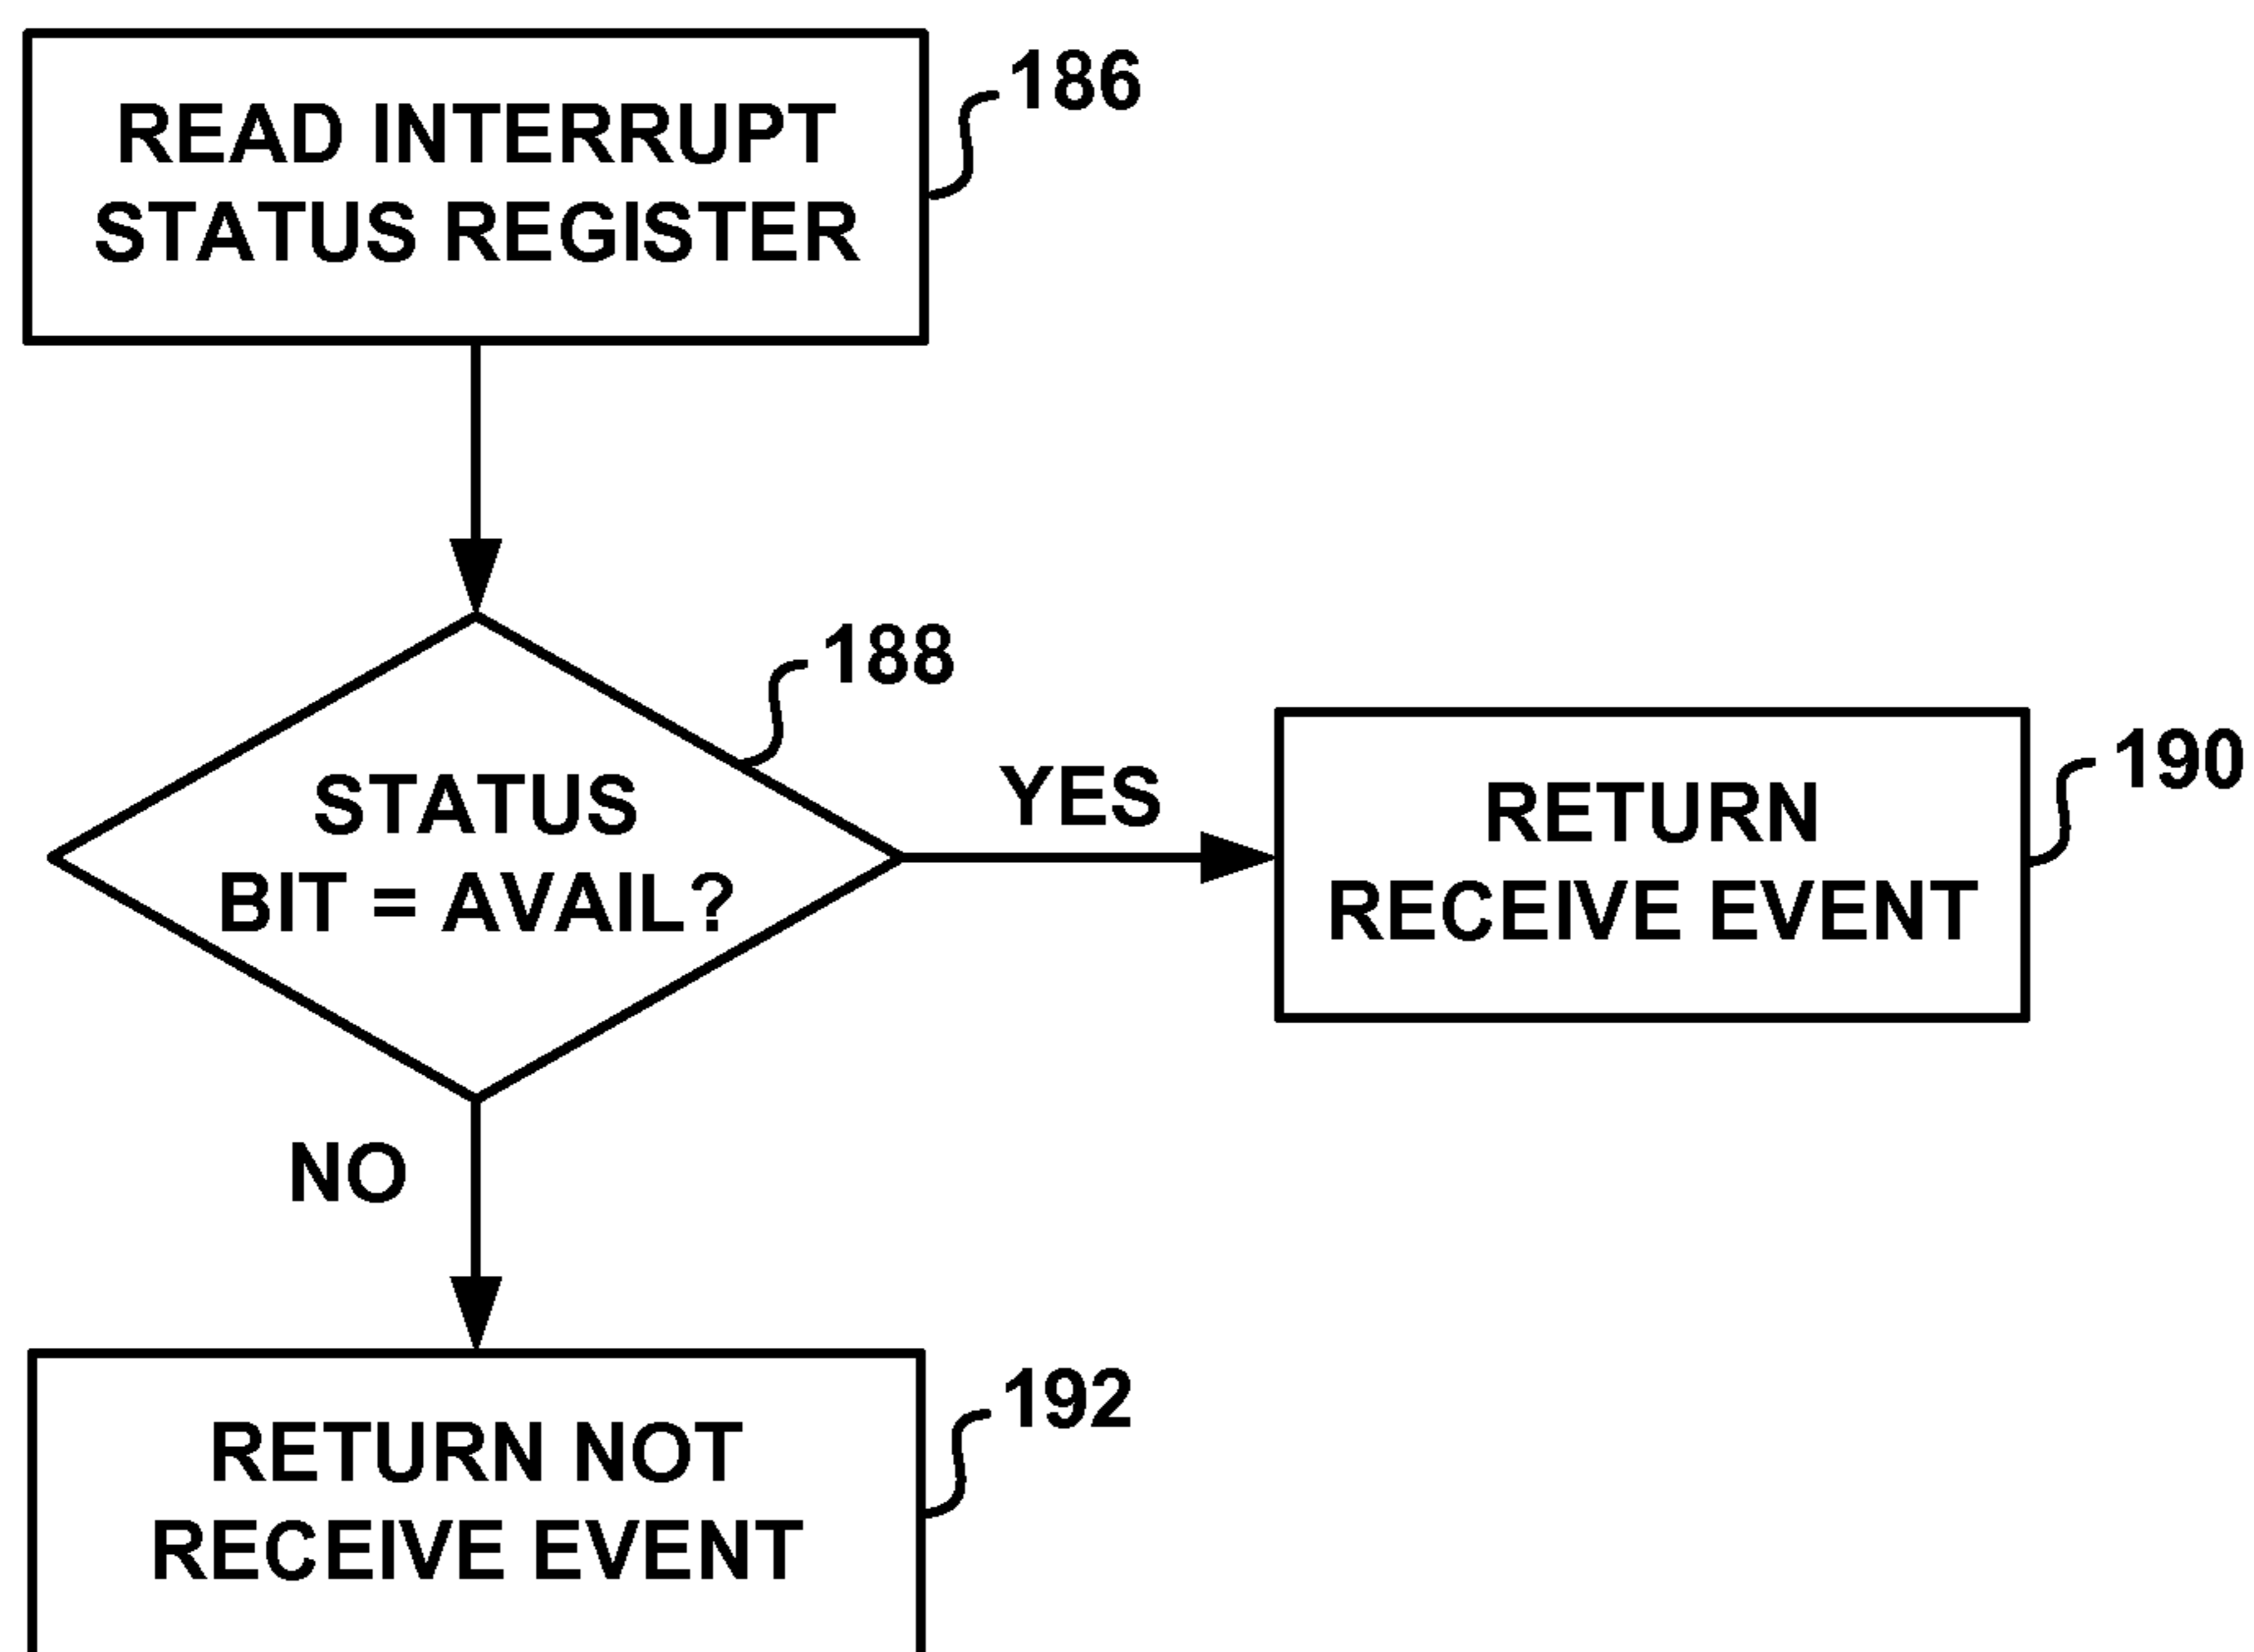 READ INTERRUPT
STATUS REGISTER
186
STATUS
BIT = AVAIL?
188
YES
RETURN
RECEIVE EVENT
190
NO
RETURN NOT
RECEIVE EVENT
192